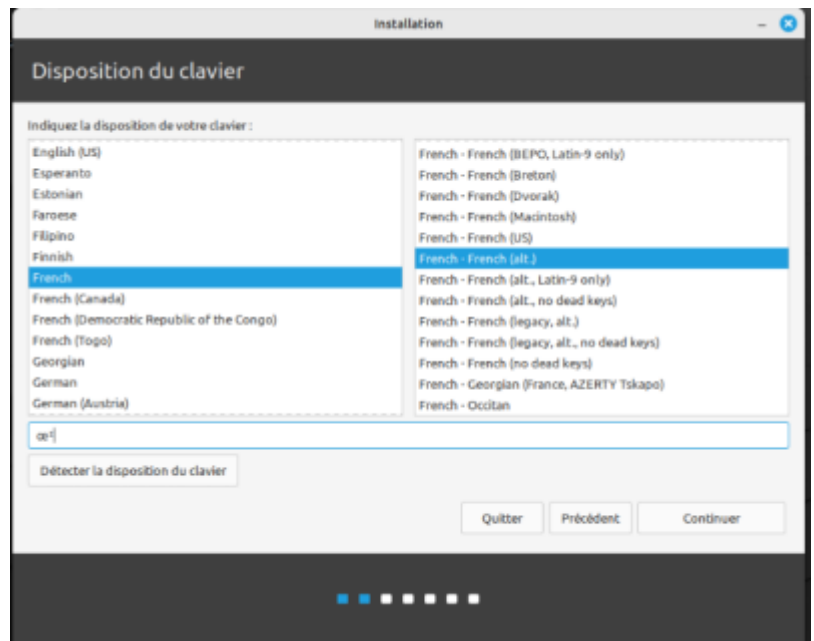 Installation
Disposition du clavier
Indiquez la disposition de votre clavier :
English (US)
Esperanto
Estonian
Faroese
Filipino
Finnish
French
French (Canada)
French (Democratic Republic of the Congo)
French (Togo)
Georgian
German
German (Austria)
French - French (BEPO, Latin-9 only)
French - French (Breton)
French - French (Dvorak)
French - French (Macintosh)
French - French (US)
French - French (alt.)
French - French (alt., Latin-9 only)
French - French (alt., no dead keys)
French - French (legacy, alt.)
French - French (legacy, alt., no dead keys)
French - French (no dead keys)
French - Georgian (France, AZERTY Tskapo)
French - Occitan
Détecter la disposition du clavier
Quitter
Précédent
Continuer